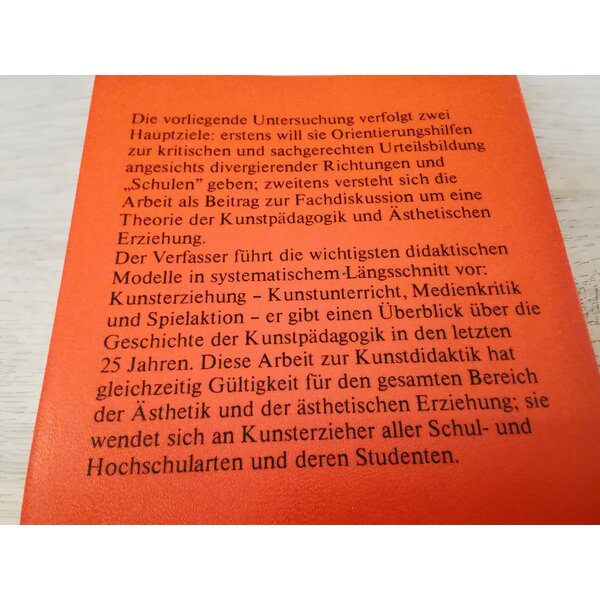 Die vorliegende Untersuchung verfolgt zwei
Hauptziele: erstens will sie Orientierungshilfen
zur kritischen und sachgerechten Urteilsbildung
angesichts divergierender Richtungen und
„Schulen” geben; zweitens versteht sich die
Arbeit als Beitrag zur Fachdiskussion um eine
Theorie der Kunstpädagogik und Ästhetischen
Erziehung.
Der Verfasser führt die wichtigsten didaktischen
Modelle in systematischem Längsschnitt vor:
Kunsterziehung – Kunstunterricht, Medienkritik
und Spielaktion – er gibt einen Überblick über die
Geschichte der Kunstpädagogik in den letzten
25 Jahren. Diese Arbeit zur Kunstdidaktik hat
gleichzeitig Gültigkeit für den gesamten Bereich
der Ästhetik und der ästhetischen Erziehung; sie
wendet sich an Kunsterzieher aller Schul- und
Hochschularten und deren Studenten.